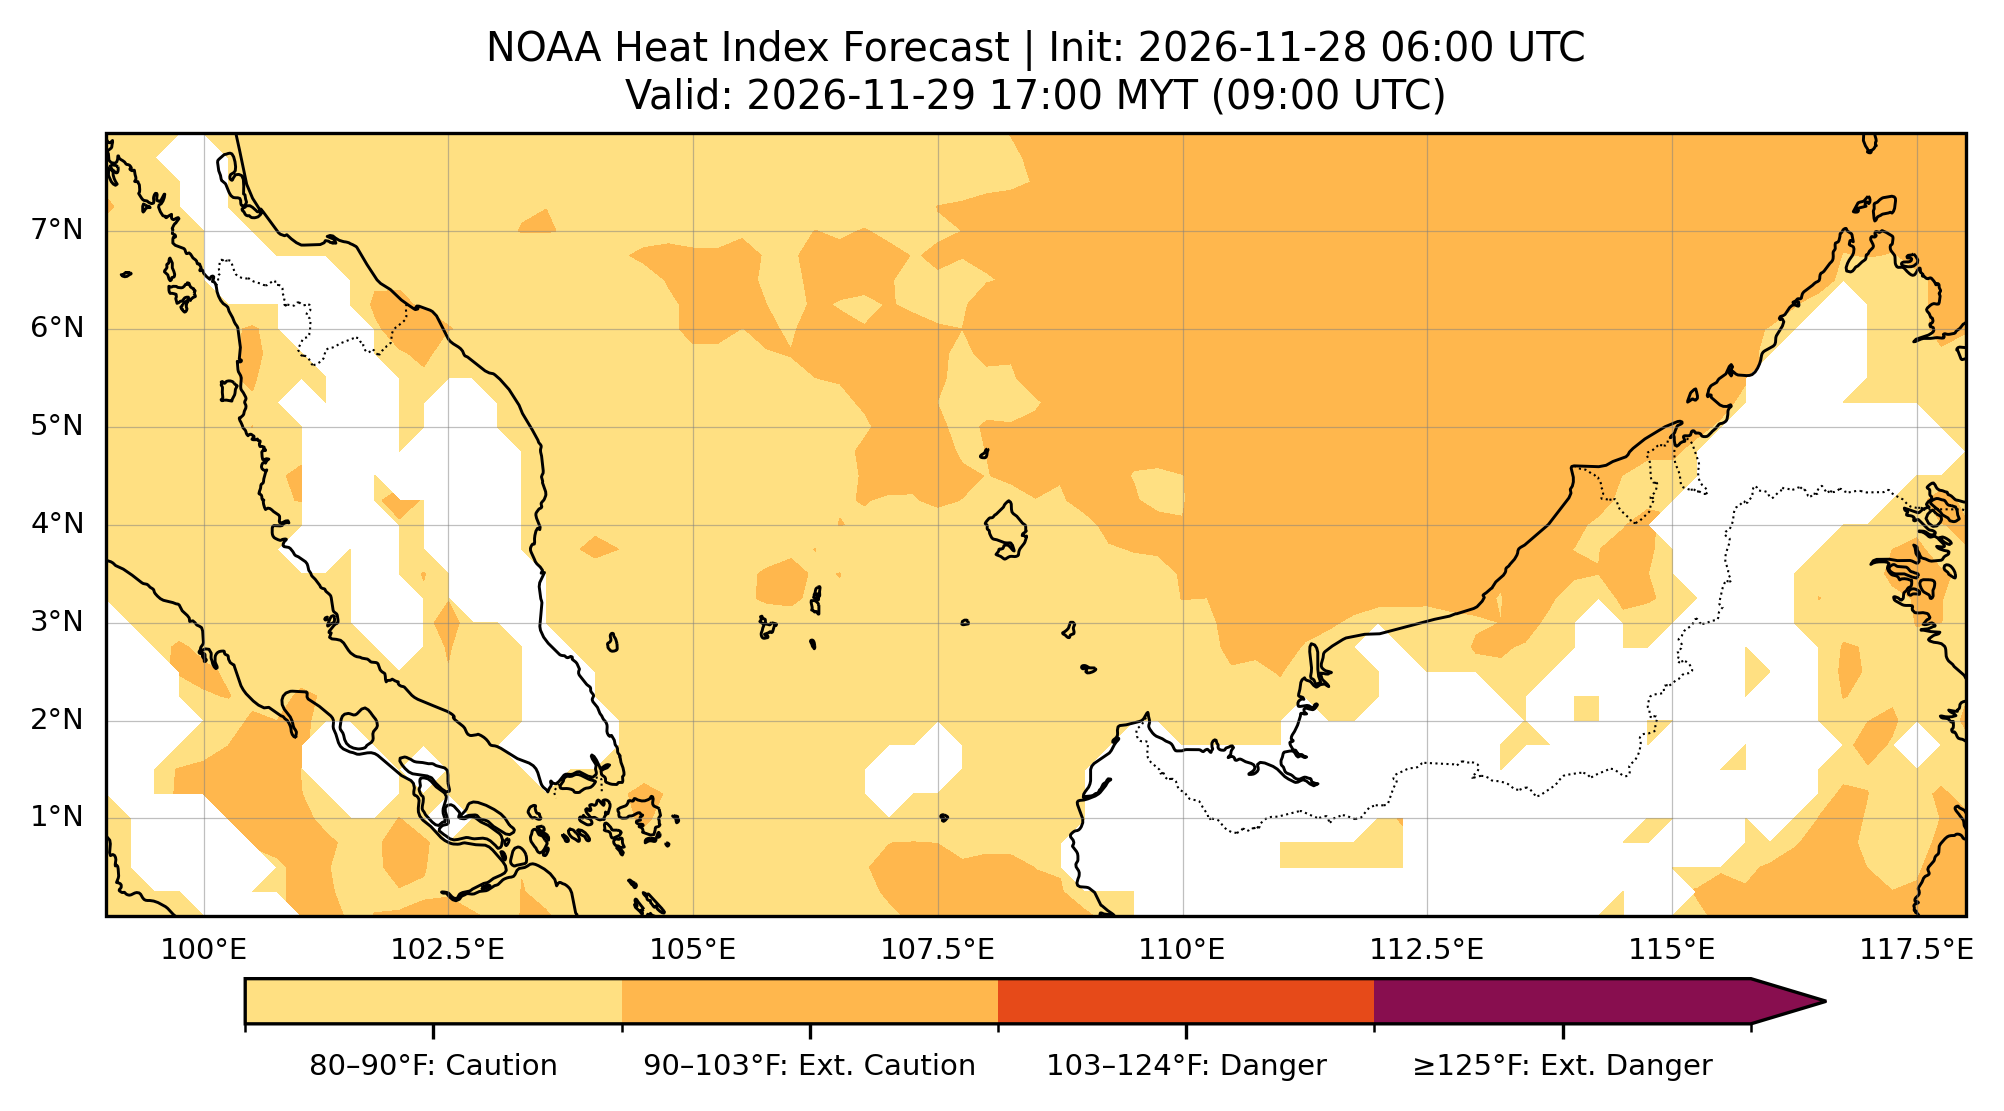 NOAA Heat Index Forecast | Init: 2026-11-28 06:00 UTC
Valid: 2026-11-29 17:00 MYT (09:00 UTC)
7°N
6°N
5°N
4°N
3°N
2°N
1°N
100°E 102.5°E 105°E 107.5°E 110°E 112.5°E 115°E 117.5°E
80–90°F: Caution 90–103°F: Ext. Caution 103–124°F: Danger ≥125°F: Ext. Danger